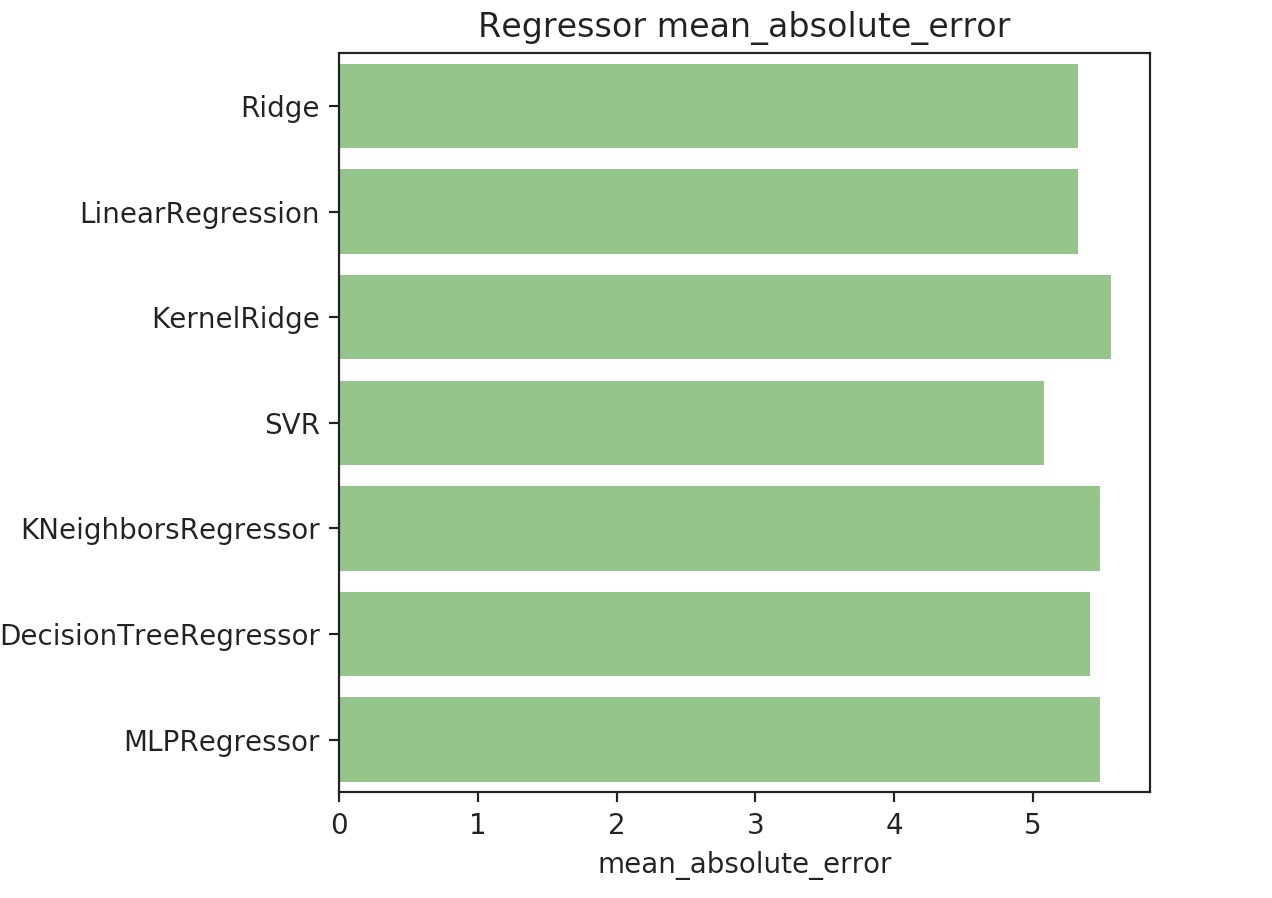 Regressor mean_absolute_error
Ridge
LinearRegression
KernelRidge
SVR
KNeighborsRegressor
DecisionTreeRegressor
MLPRegressor
0 1 2 3 4 5
mean_absolute_error